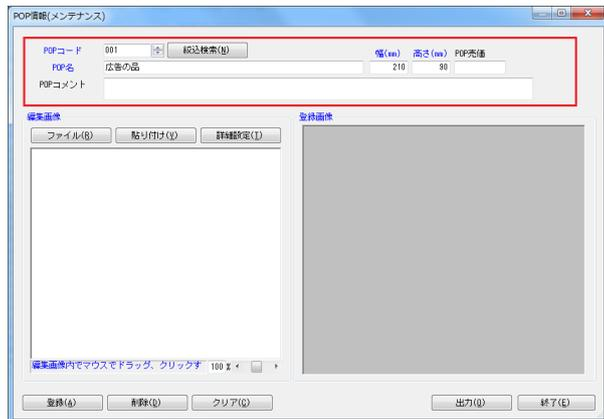 POP情報(メンテナンス)
POPコード 001 絞込検索(N) 幅(mm) 高さ(mm) POP売価
POP名 広告の品 210 90
POPコメント
編集画像 登録画像
ファイル(R) 貼り付け(V) 詳細設定(I)
編集画像内でマウスでドラッグ、クリックす 100 %
登録(A) 削除(D) クリア(C) 出力(O) 終了(E)